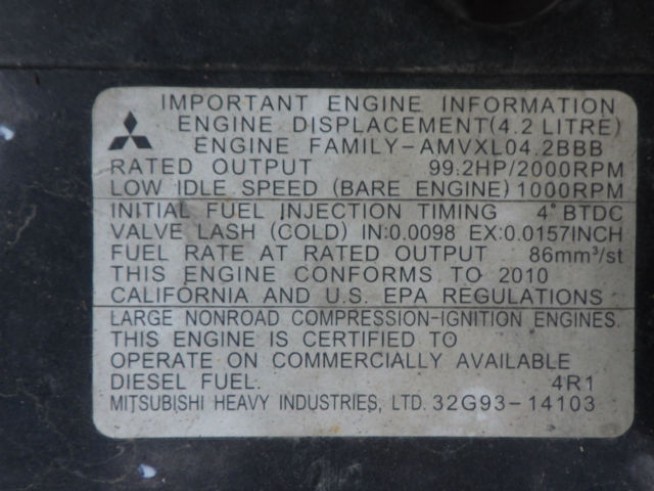 IMPORTANT ENGINE INFORMATION
ENGINE DISPLACEMENT(4.2 LITRE)
ENGINE FAMILY-AMVXL04.2BBB
RATED OUTPUT 99.2HP/2000RPM
LOW IDLE SPEED (BARE ENGINE) 1000RPM
INITIAL FUEL INJECTION TIMING 4° BTDC
VALVE LASH (COLD) IN:0.0098 EX:0.0157INCH
FUEL RATE AT RATED OUTPUT 86mm³/st
THIS ENGINE CONFORMS TO 2010
CALIFORNIA AND U.S. EPA REGULATIONS
LARGE NONROAD COMPRESSION-IGNITION ENGINES.
THIS ENGINE IS CERTIFIED TO
OPERATE ON COMMERCIALLY AVAILABLE
DIESEL FUEL. 4R1
MITSUBISHI HEAVY INDUSTRIES, LTD. 32G93-14103